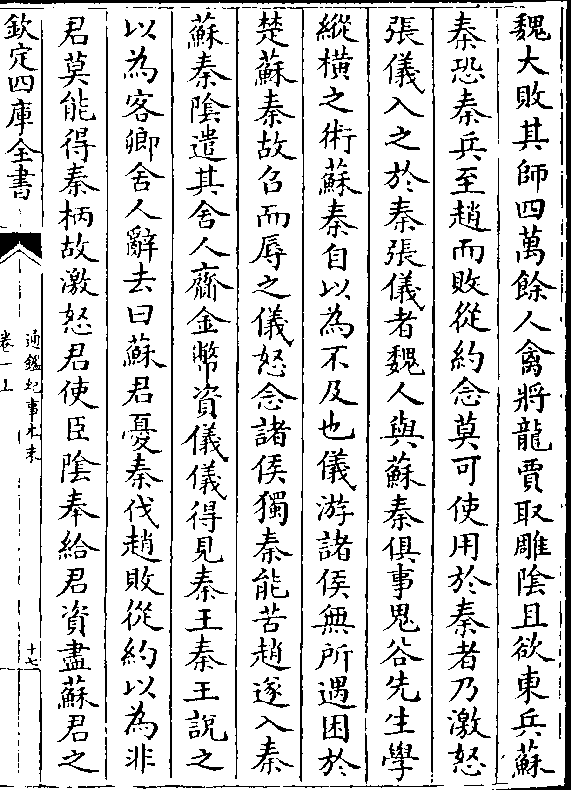 魏大敗其師四萬餘人禽將龍賈取雕陰且欲東兵蘇
秦恐秦兵至趙而敗從約念莫可使用於秦者乃激怒
張儀入之於秦張儀者魏人與蘇秦俱事鬼谷先生學
縱橫之術蘇秦自以為不及也儀游諸侯無所遇困於
楚蘇秦故召而辱之儀怒念諸侯獨秦能苦趙遂入秦
蘇秦陰遣其舍人齎金幣資儀儀得見秦王秦王說之
以為客卿舍人辭去曰蘇君憂秦伐趙敗從約以為非
君莫能得秦柄故激怒君使臣陰奉給君資盡蘇君之
欽定四庫全書
通鑑紀事本末
卷一上
十七